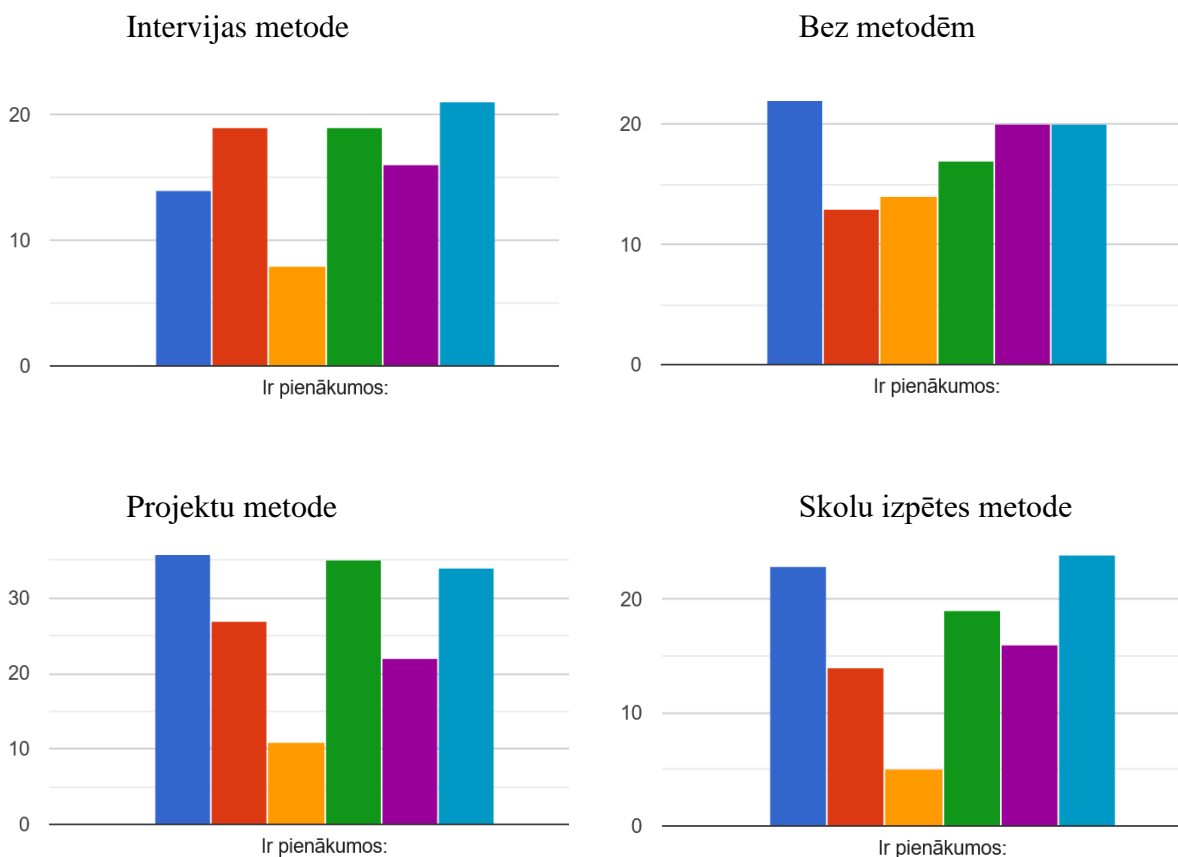 Intervijas metode
20
10
0
Ir pienākumos:
Bez metodēm
20
10
0
Ir pienākumos:
Projektu metode
30
20
10
0
Ir pienākumos:
Skolu izpētes metode
20
10
0
Ir pienākumos: